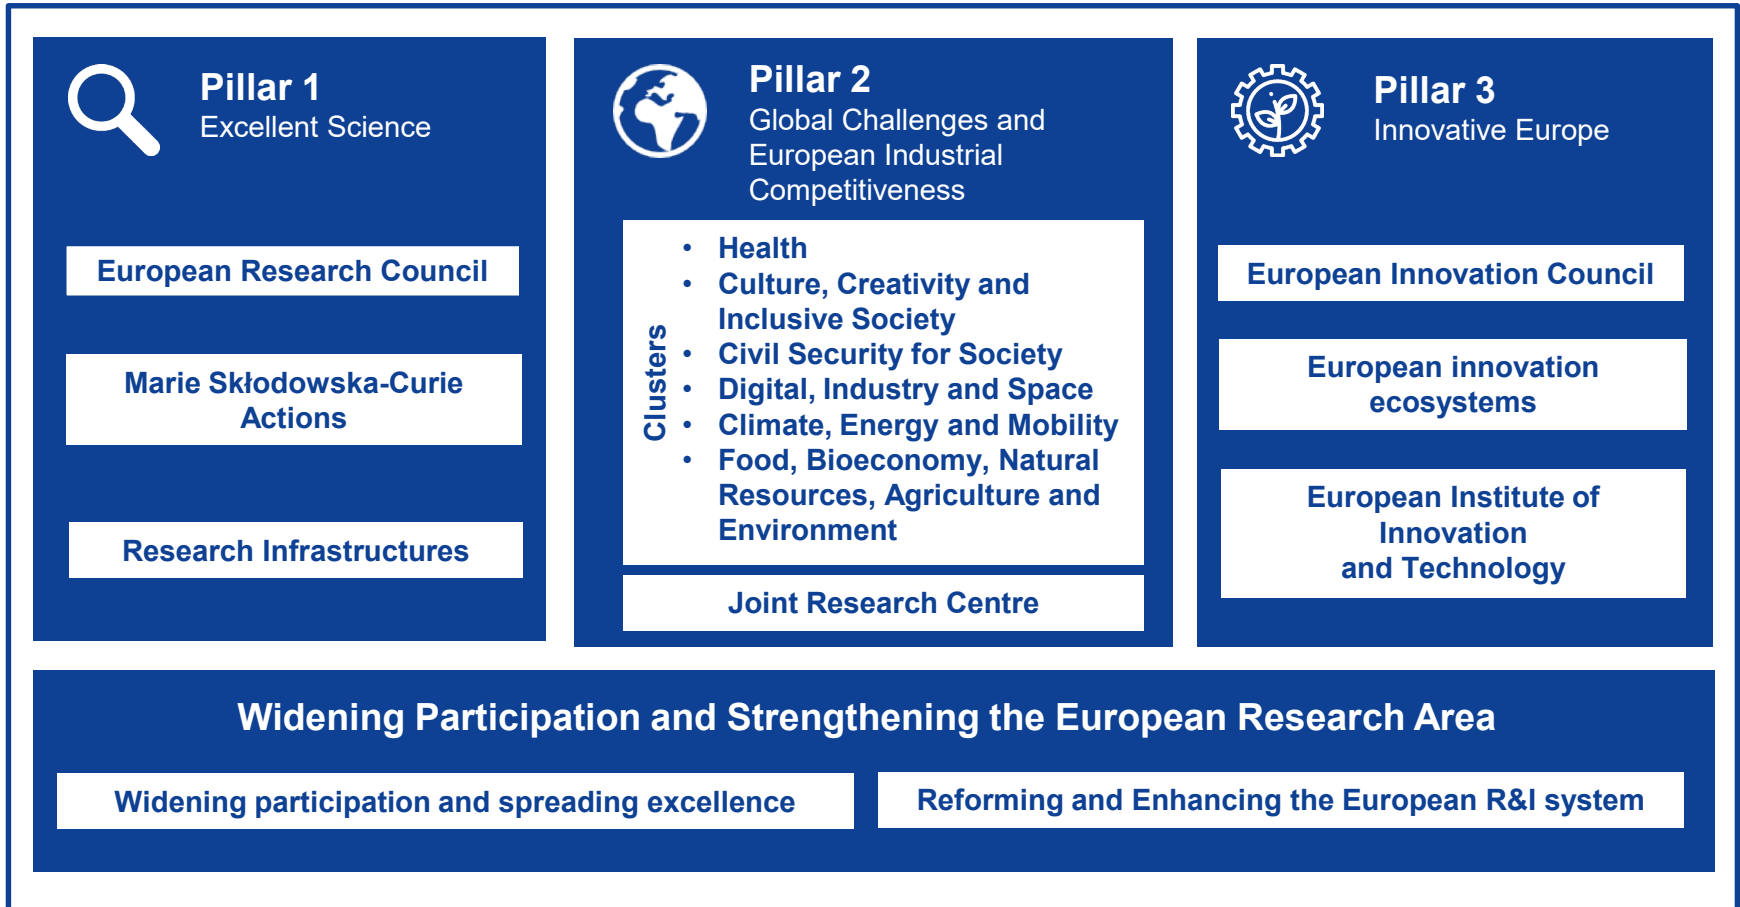 Pillar 1
Excellent Science
European Research Council
Marie Skłodowska-Curie
Actions
Research Infrastructures
Pillar 2
Global Challenges and
European Industrial
Competitiveness
Clusters
• Health
• Culture, Creativity and
Inclusive Society
• Civil Security for Society
• Digital, Industry and Space
• Climate, Energy and Mobility
• Food, Bioeconomy, Natural
Resources, Agriculture and
Environment
Joint Research Centre
Pillar 3
Innovative Europe
European Innovation Council
European innovation
ecosystems
European Institute of
Innovation
and Technology
Widening Participation and Strengthening the European Research Area
Widening participation and spreading excellence
Reforming and Enhancing the European R&I system